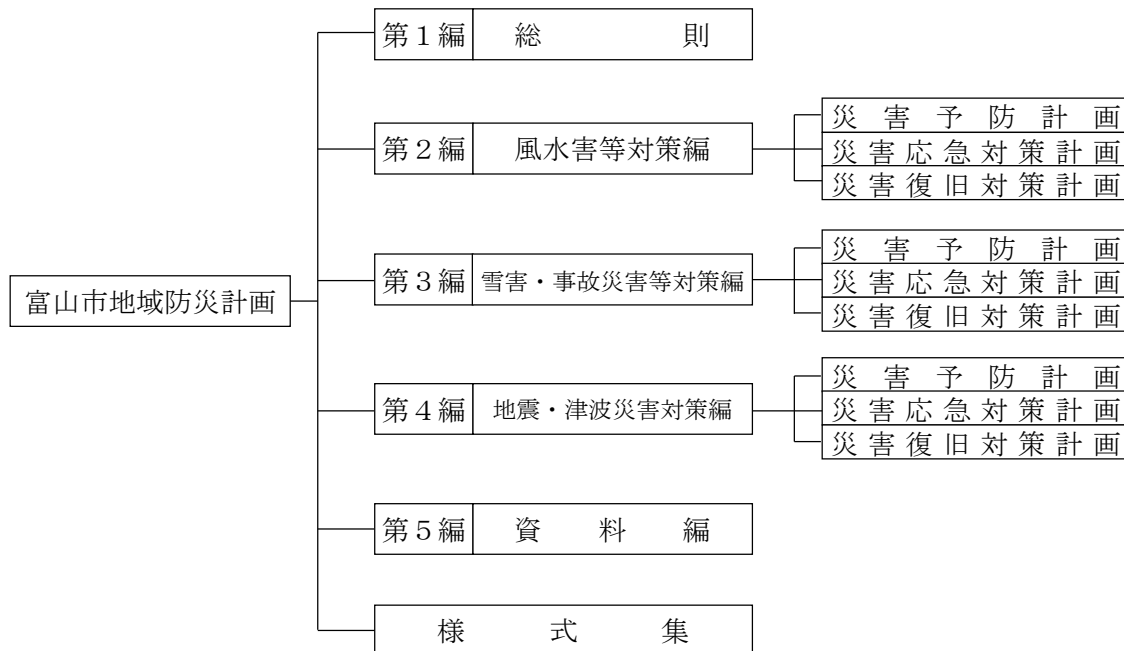 第1編 総則
第2編 風水害等対策編
災害予防計画
災害応急対策計画
災害復旧対策計画
第3編 雪害・事故災害等対策編
災害予防計画
災害応急対策計画
災害復旧対策計画
富山市地域防災計画
第4編 地震・津波災害対策編
災害予防計画
災害応急対策計画
災害復旧対策計画
第5編 資料編
様式集